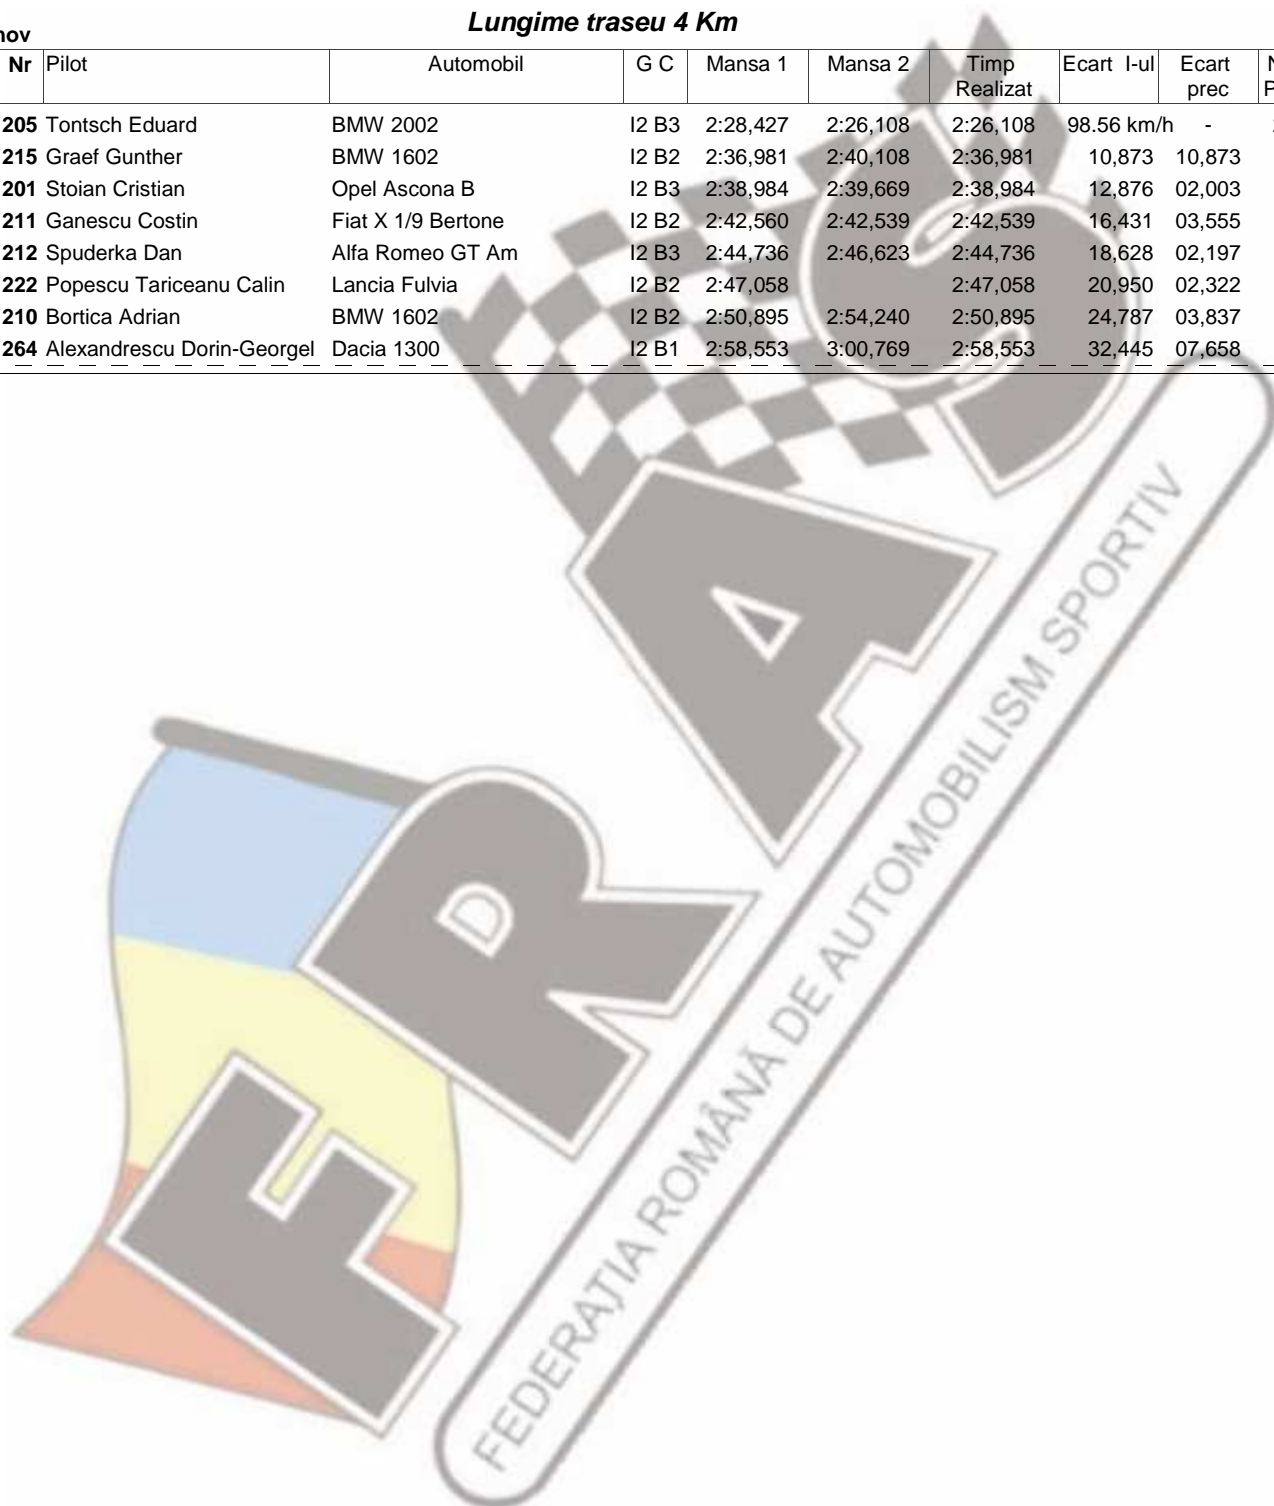 Lungime traseu 4 Km
nov
Nr Pilot Automobil G C Mansa 1 Mansa 2 Timp Realizat Ecart I-ul Ecart prec
205 Tontsch Eduard BMW 2002 I2 B3 2:28,427 2:26,108 2:26,108 98.56 km/h -
215 Graef Gunther BMW 1602 I2 B2 2:36,981 2:40,108 2:36,981 10,873 10,873
201 Stoian Cristian Opel Ascona B I2 B3 2:38,984 2:39,669 2:38,984 12,876 02,003
211 Ganescu Costin Fiat X 1/9 Bertone I2 B2 2:42,560 2:42,539 2:42,539 16,431 03,555
212 Spuderka Dan Alfa Romeo GT Am I2 B3 2:44,736 2:46,623 2:44,736 18,628 02,197
222 Popescu Tariceanu Calin Lancia Fulvia I2 B2 2:47,058 2:47,058 20,950 02,322
210 Bortica Adrian BMW 1602 I2 B2 2:50,895 2:54,240 2:50,895 24,787 03,837
264 Alexandrescu Dorin-Georgel Dacia 1300 I2 B1 2:58,553 3:00,769 2:58,553 32,445 07,658
FRAS
FEDERAȚIA ROMÂNĂ DE AUTOMOBILISM SPORTIV